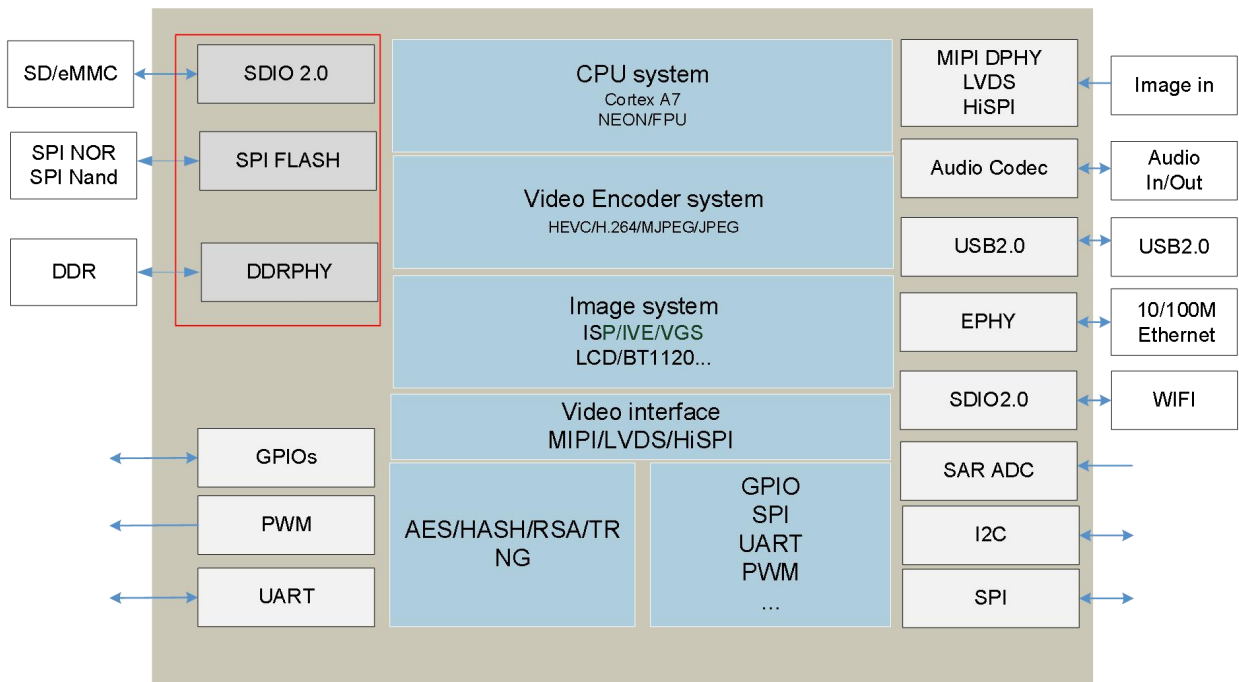 SD/eMMC
SDIO 2.0
SPI NOR
SPI Nand
SPI FLASH
DDR
DDRPHY
GPIOs
PWM
UART
CPU system
Cortex A7
NEON/FPU
Video Encoder system
HEVC/H.264/MJPEG/JPEG
Image system
ISP/IVE/VGS
LCD/BT1120...
Video interface
MIPI/LVDS/HiSPI
AES/HASH/RSA/TR
NG
GPIO
SPI
UART
PWM
...
MIPI DPHY
LVDS
HiSPI
Image in
Audio Codec
Audio
In/Out
USB2.0
USB2.0
EPHY
10/100M
Ethernet
SDIO2.0
WIFI
SAR ADC
I2C
SPI